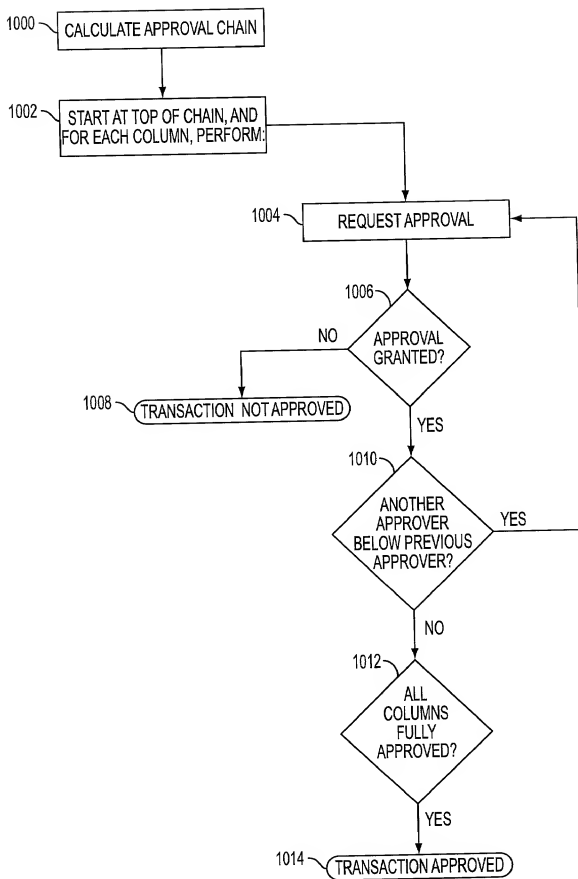 1000
CALCULATE APPROVAL CHAIN
1002
START AT TOP OF CHAIN, AND
FOR EACH COLUMN, PERFORM:
1004
REQUEST APPROVAL
1006
APPROVAL
GRANTED?
NO
1008
TRANSACTION NOT APPROVED
YES
1010
ANOTHER
APPROVER
BELOW PREVIOUS
APPROVER?
YES
NO
1012
ALL
COLUMNS
FULLY
APPROVED?
YES
1014
TRANSACTION APPROVED